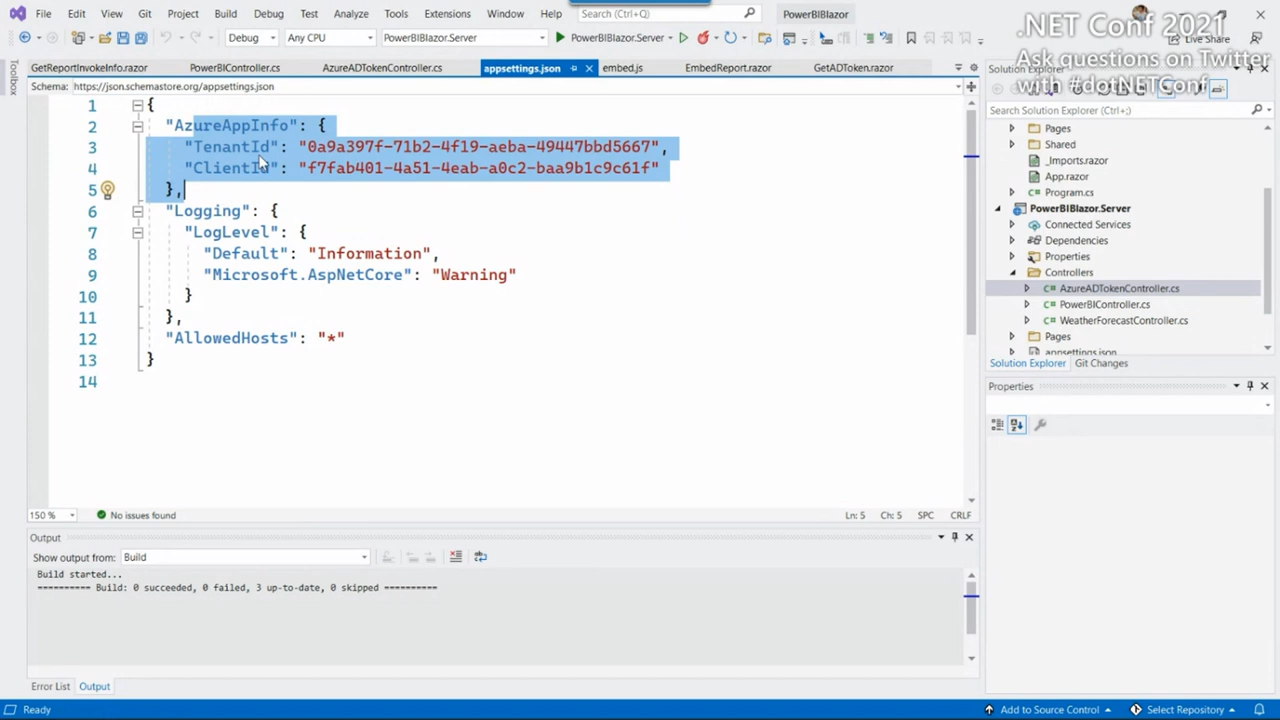 File Edit View Git Project Build Debug Test Analyze Tools Extensions Window Help Search (Ctrl+Q) PowerBIBlazor
.NET Conf 2021
Ask questions on Twitter
with #dotNETConf
Debug Any CPU PowerBIBlazor.Server PowerBIBlazor.Server Live Share
Toolbox
GetReportInvokeInfo.razor PowerBIController.cs AzureADTokenController.cs appsettings.json embed.js EmbedReport.razor GetADToken.razor
Schema: https://json.schemastore.org/appsettings.json
1 {
2 "AzureAppInfo": {
3 "TenantId": "0a9a397f-71b2-4f19-aeba-49447bbd5667",
4 "ClientId": "f7fab401-4a51-4eab-a0c2-baa9b1c9c61f"
5 },
6 "Logging": {
7 "LogLevel": {
8 "Default": "Information",
9 "Microsoft.AspNetCore": "Warning"
10 }
11 },
12 "AllowedHosts": "*"
13 }
14
150 % No issues found Ln: 5 Ch: 5 SPC CRLF
Output
Show output from: Build
Build started...
========== Build: 0 succeeded, 0 failed, 3 up-to-date, 0 skipped ==========
Error List Output
Solution Explorer
Search Solution Explorer (Ctrl+;)
Pages
Shared
_Imports.razor
App.razor
C# Program.cs
PowerBIBlazor.Server
Connected Services
Dependencies
Properties
Controllers
C# AzureADTokenController.cs
C# PowerBIController.cs
C# WeatherForecastController.cs
Pages
appsettings.json
Solution Explorer Git Changes
Properties
Ready Add to Source Control Select Repository